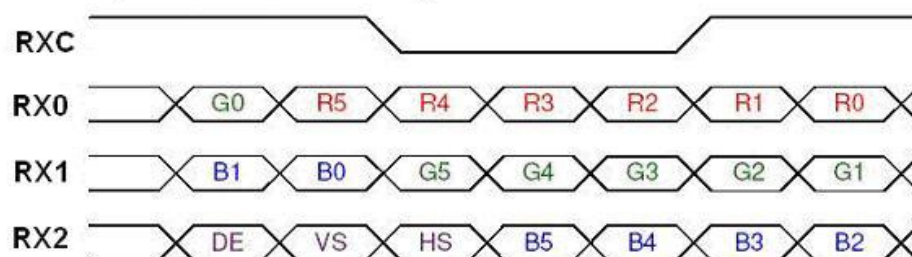 RXC
RX0 G0 R5 R4 R3 R2 R1 R0
RX1 B1 B0 G5 G4 G3 G2 G1
RX2 DE VS HS B5 B4 B3 B2